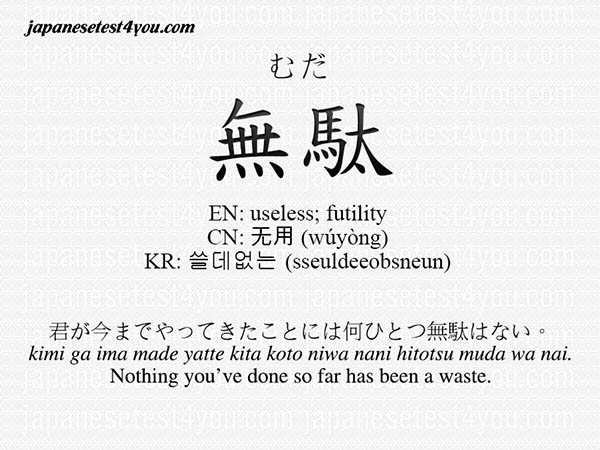 japanesetest4you.com
むだ
無駄
EN: useless; futility
CN: 无用 (wúyòng)
KR: 쓸데없는 (sseuldeeobsneun)
君が今までやってきたことには何ひとつ無駄はない。
kimi ga ima made yatte kita koto niwa nani hitotsu muda wa nai.
Nothing you've done so far has been a waste.